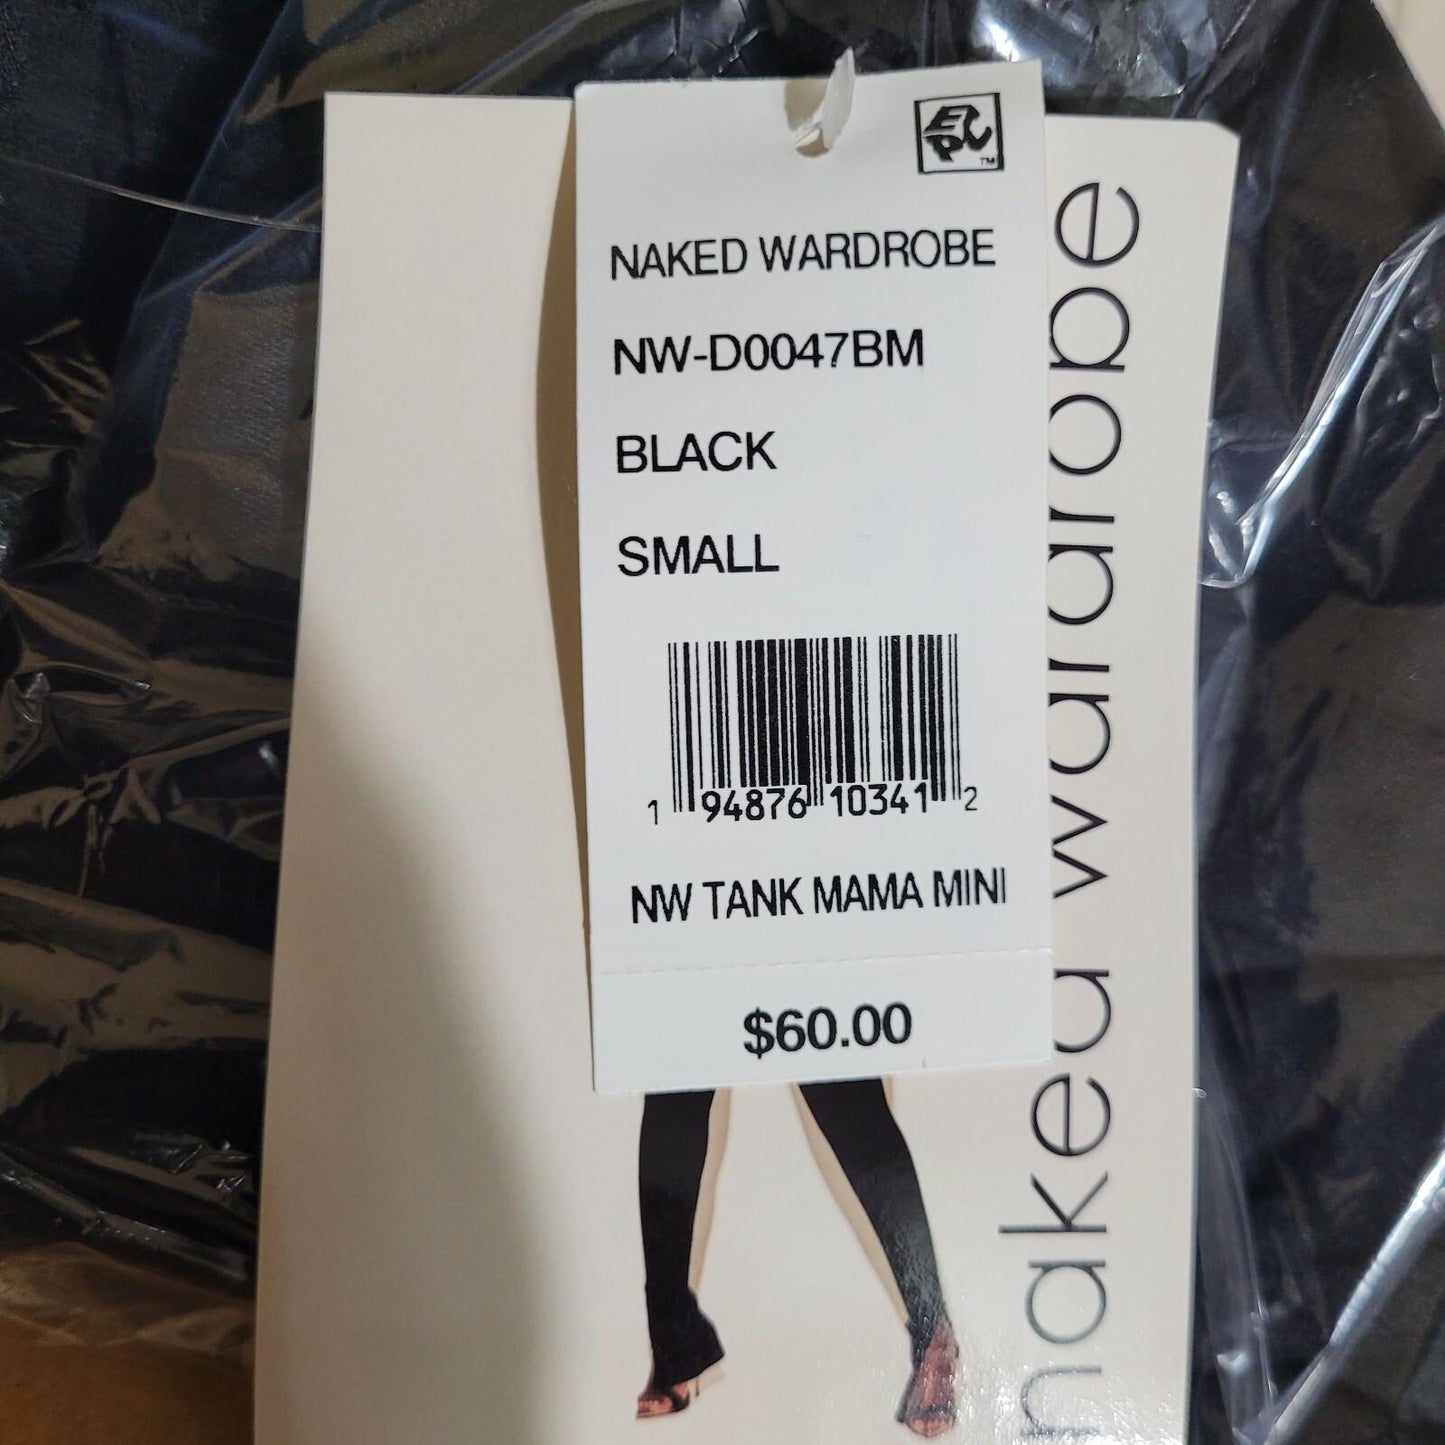 EPC
™
NAKED WARDROBE
NW-D0047BM
BLACK
SMALL
1 94876 10341 2
NW TANK MAMA MINI
$60.00
naked wardrobe